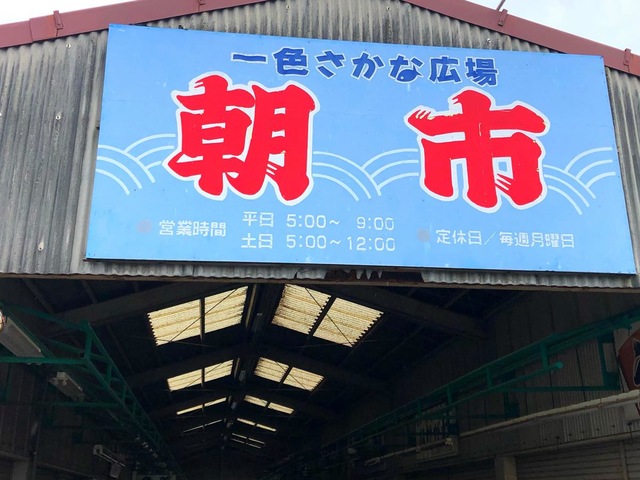 一色さかな広場
朝市
営業時間
平日 5:00～ 9:00
土日 5:00～12:00
定休日／毎週月曜日